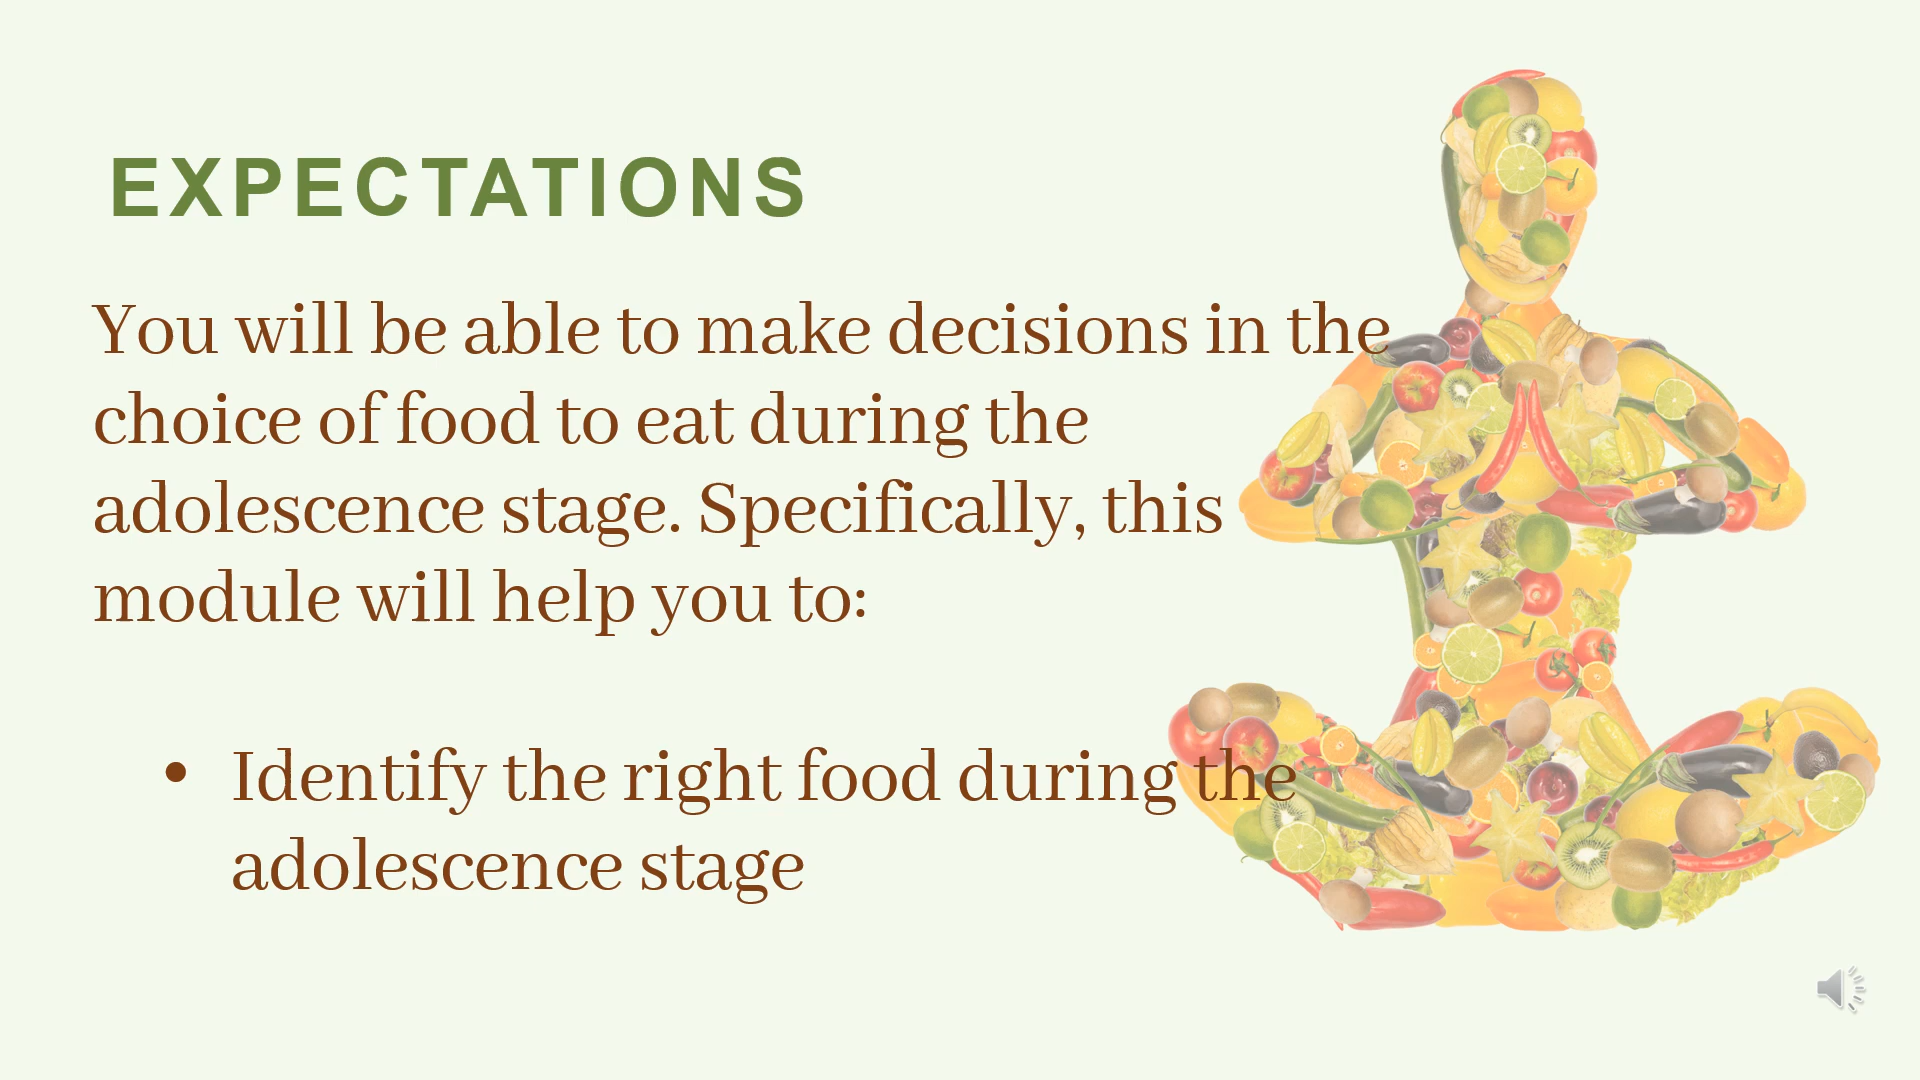 EXPECTATIONS
You will be able to make decisions in the
choice of food to eat during the
adolescence stage. Specifically, this
module will help you to:
• Identify the right food during the
adolescence stage